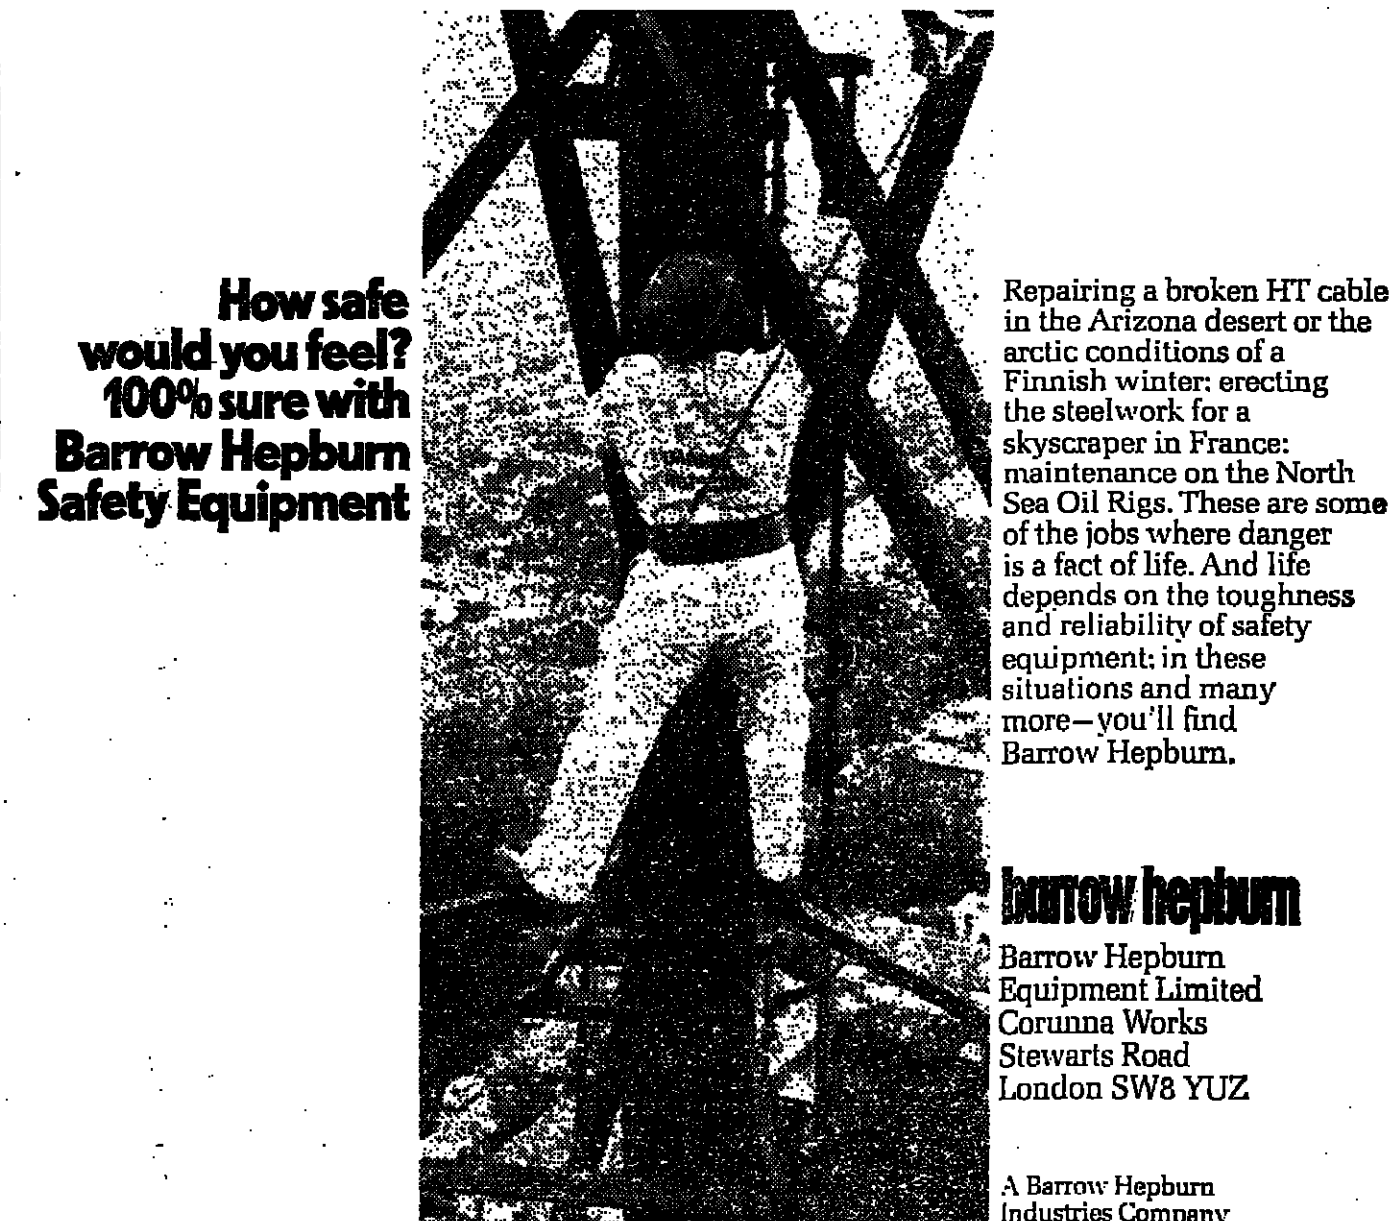 How safe
would you feel?
100% sure with
Barrow Hepburn
Safety Equipment
Repairing a broken HT cable
in the Arizona desert or the
arctic conditions of a
Finnish winter: erecting
the steelwork for a
skyscraper in France:
maintenance on the North
Sea Oil Rigs. These are some
of the jobs where danger
is a fact of life. And life
depends on the toughness
and reliability of safety
equipment: in these
situations and many
more—you'll find
Barrow Hepburn.
barrow hepburn
Barrow Hepburn
Equipment Limited
Corunna Works
Stewarts Road
London SW8 YUZ
A Barrow Hepburn
Industries Company